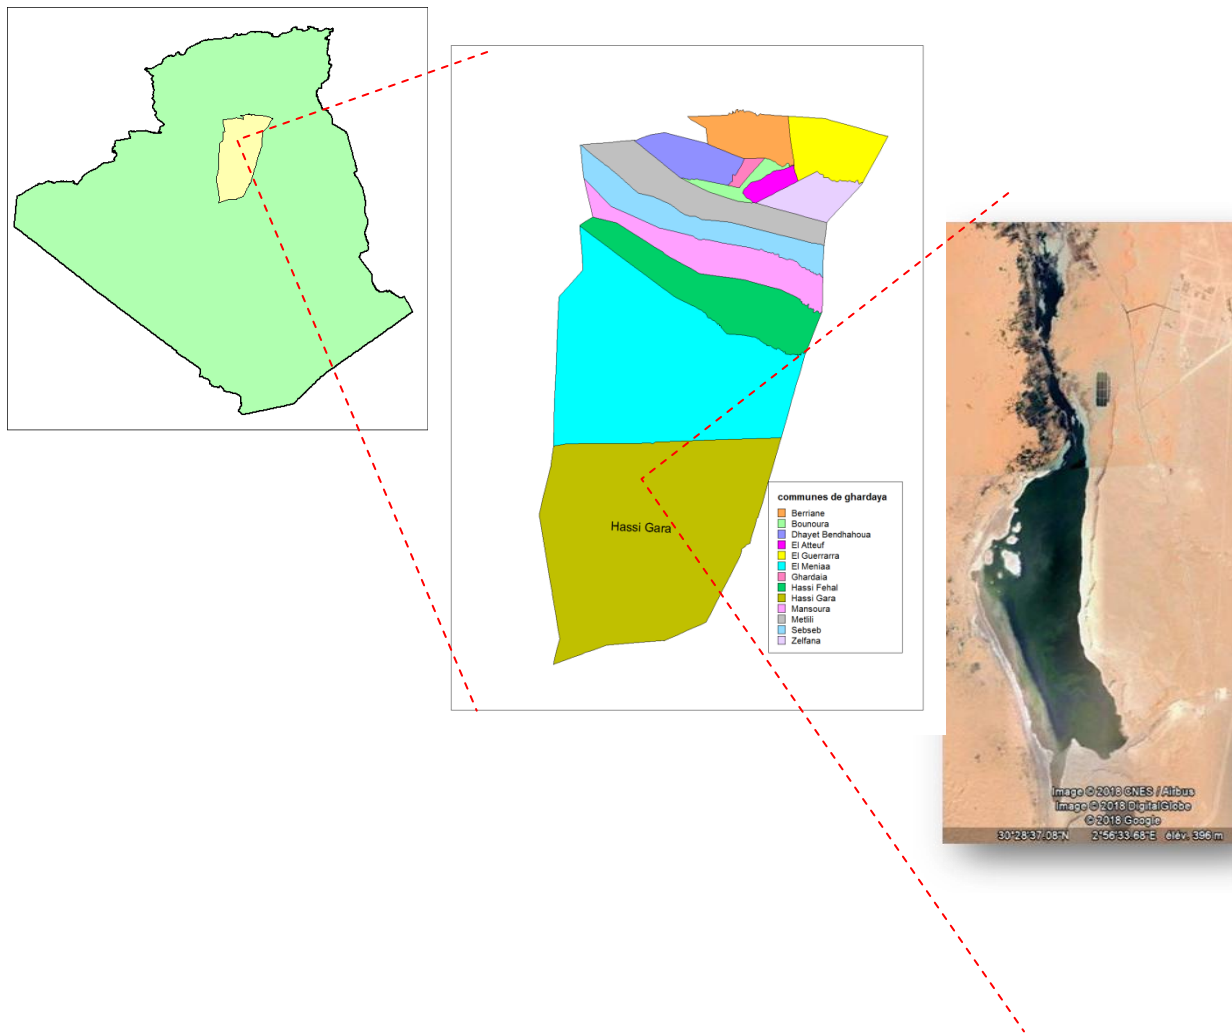 Hassi Gara
communes de ghardaya
Berriane
Bounoura
Dhayet Bendhahoua
El Atteuf
El Guerrarra
El Meniaa
Ghardaia
Hassi Fehal
Hassi Gara
Mansoura
Metlili
Sebseb
Zelfana
Image © 2018 CNES / Airbus
Image © 2018 DigitalGlobe
© 2018 Google
30°28'37.08"N 2°56'33.68"E élév. 396 m